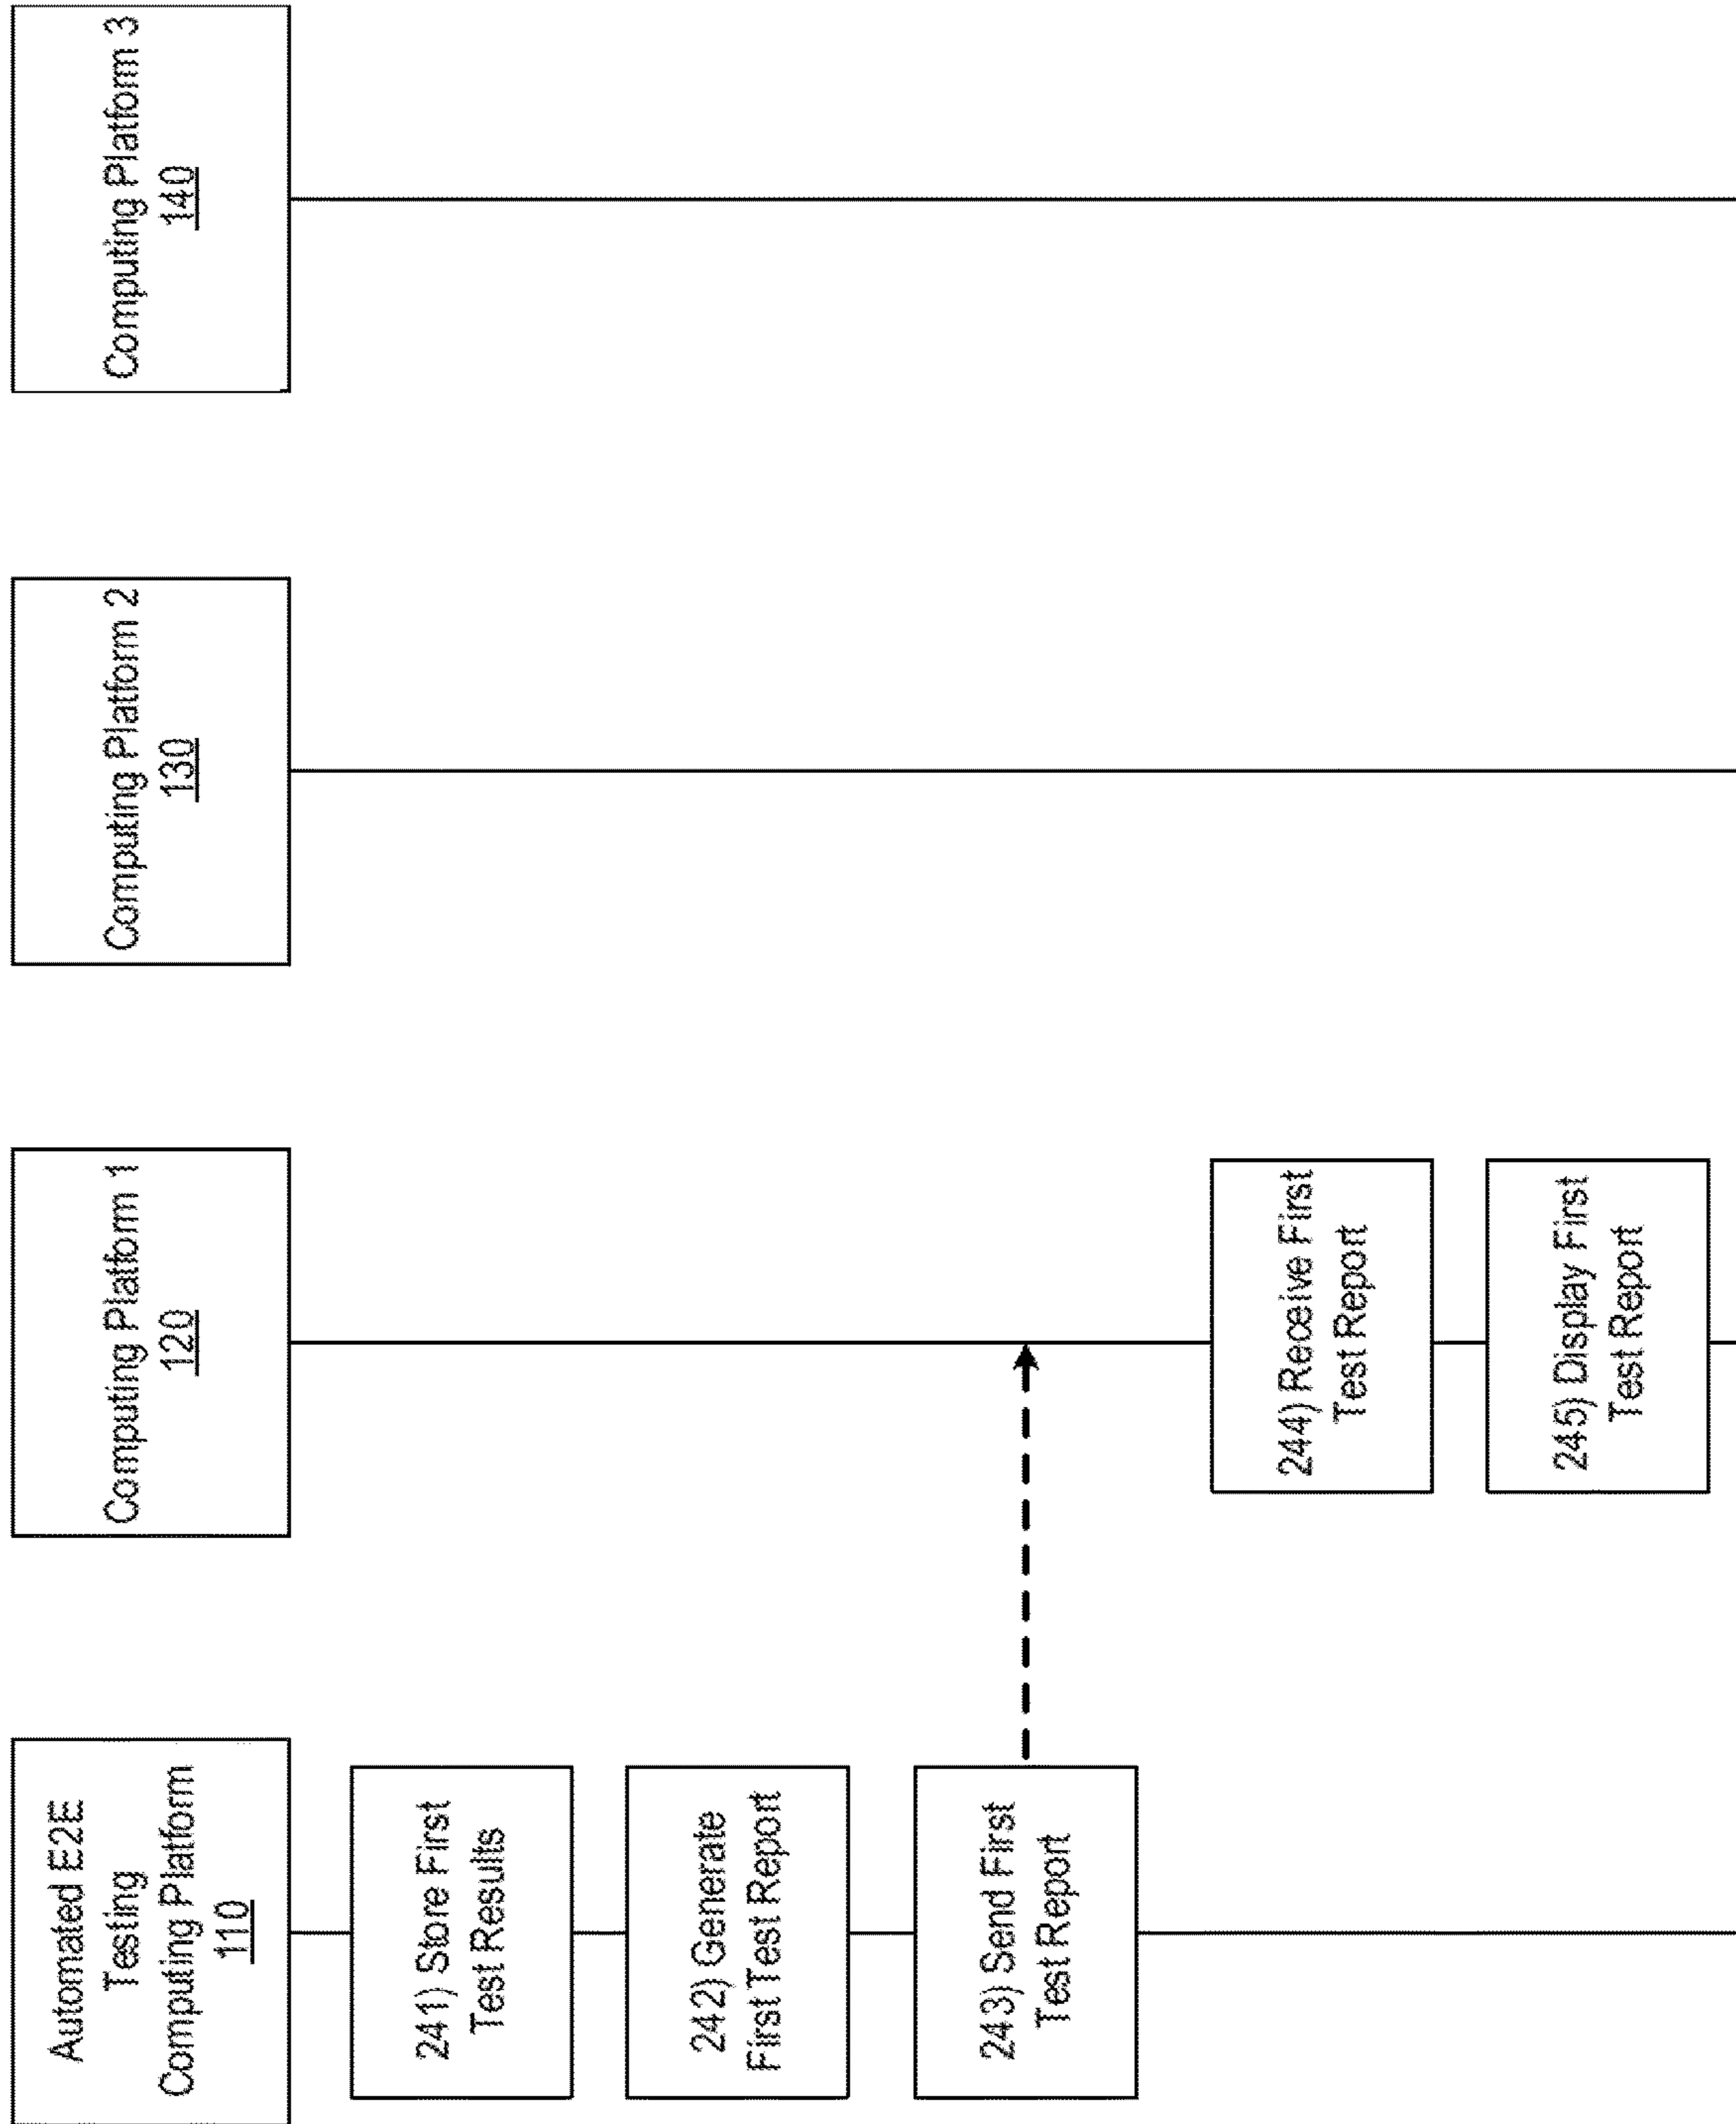 Automated E2E
Testing
Computing Platform
110
Computing Platform 1
120
Computing Platform 2
130
Computing Platform 3
140
241) Store First
Test Results
242) Generate
First Test Report
243) Send First
Test Report
244) Receive First
Test Report
245) Display First
Test Report